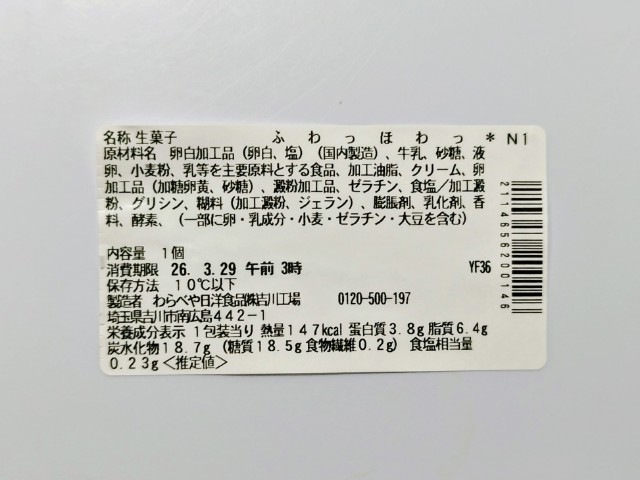 名称 生菓子 ふわっほわっ * N1
原材料名 卵白加工品（卵白、塩）（国内製造）、牛乳、砂糖、液
卵、小麦粉、乳等を主要原料とする食品、加工油脂、クリーム、卵
加工品（加糖卵黄、砂糖）、澱粉加工品、ゼラチン、食塩／加工澱
粉、グリシン、糊料（加工澱粉、ジェラン）、膨脹剤、乳化剤、香
料、酵素、（一部に卵・乳成分・小麦・ゼラチン・大豆を含む）
内容量 1個
消費期限 26. 3.29 午前 3時 YF36
保存方法 10℃以下
製造者 わらべや日洋食品㈱吉川工場 0120-500-197
埼玉県吉川市南広島442-1
栄養成分表示 1包装当り 熱量147kcal 蛋白質3.8g 脂質6.4g
炭水化物18.7g （糖質18.5g 食物繊維0.2g） 食塩相当量
0.23g＜推定値＞
2114656200146